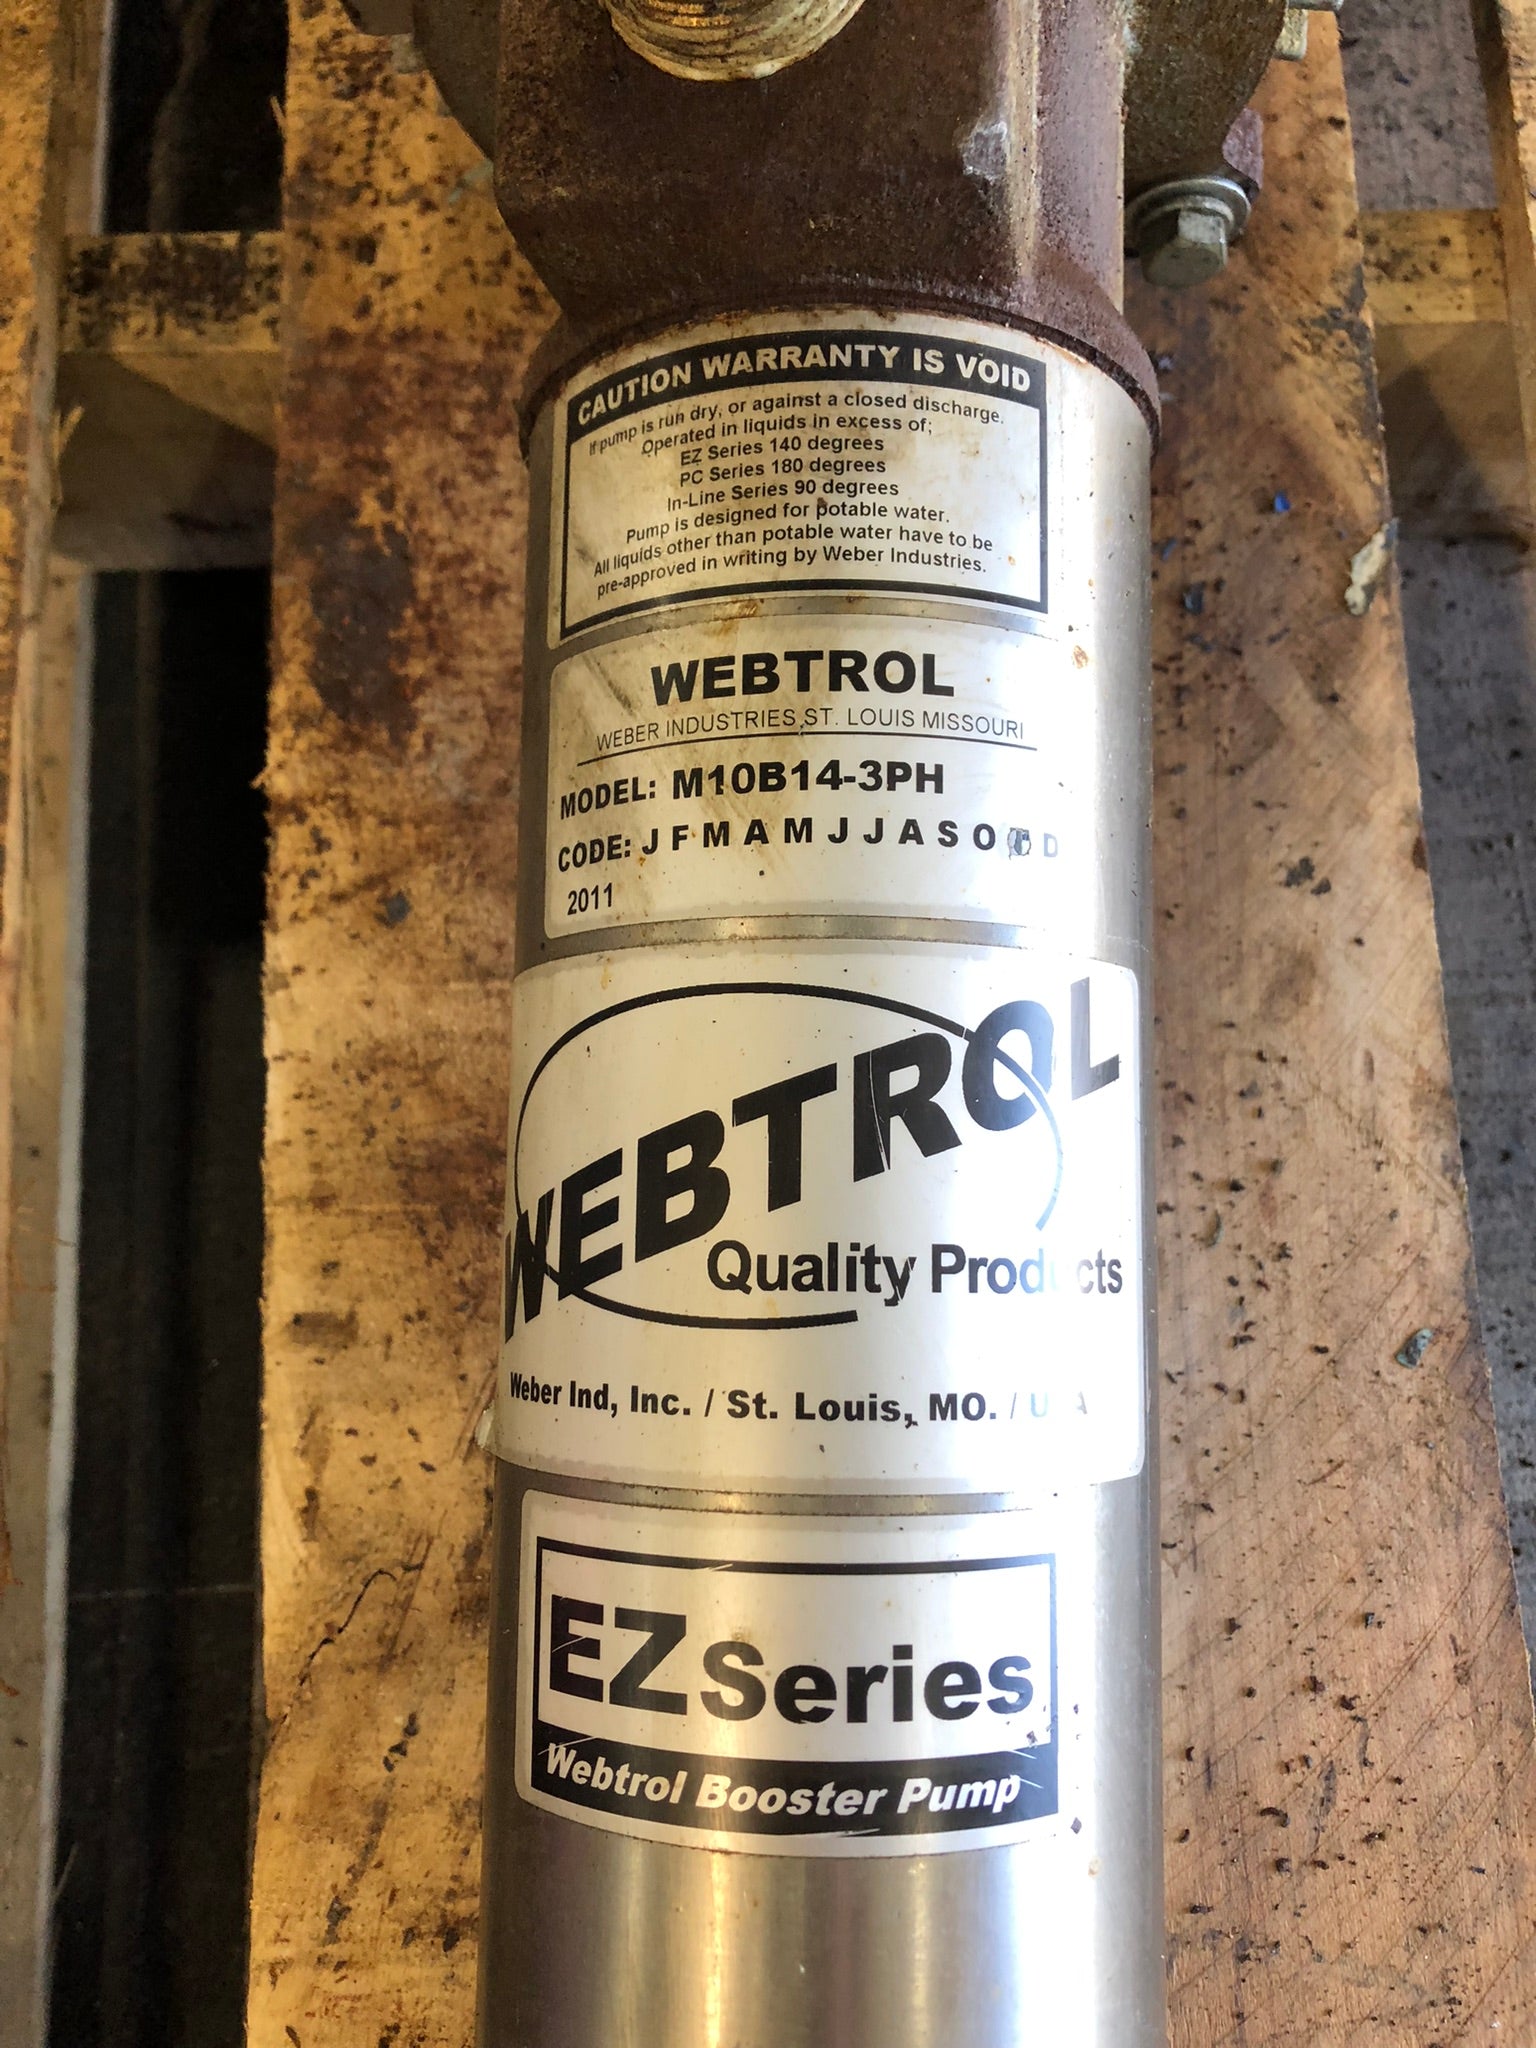 CAUTION WARRANTY IS VOID
If pump is run dry, or against a closed discharge.
Operated in liquids in excess of;
EZ Series 140 degrees
PC Series 180 degrees
In-Line Series 90 degrees
Pump is designed for potable water.
All liquids other than potable water have to be
pre-approved in writing by Weber Industries.
WEBTROL
WEBER INDUSTRIES,ST. LOUIS MISSOURI
MODEL: M10B14-3PH
CODE: J F M A M J J A S O D
2011
WEBTROL
Quality Products
Weber Ind, Inc. / St. Louis, MO. / USA
EZ Series
Webtrol Booster Pump